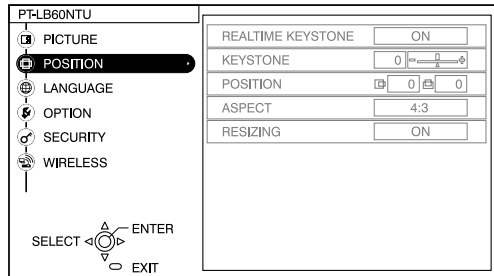 PT-LB60NTU
PICTURE
POSITION
LANGUAGE
OPTION
SECURITY
WIRELESS
SELECT
ENTER
EXIT
REALTIME KEYSTONE ON
KEYSTONE 0
POSITION 0 0
ASPECT 4:3
RESIZING ON